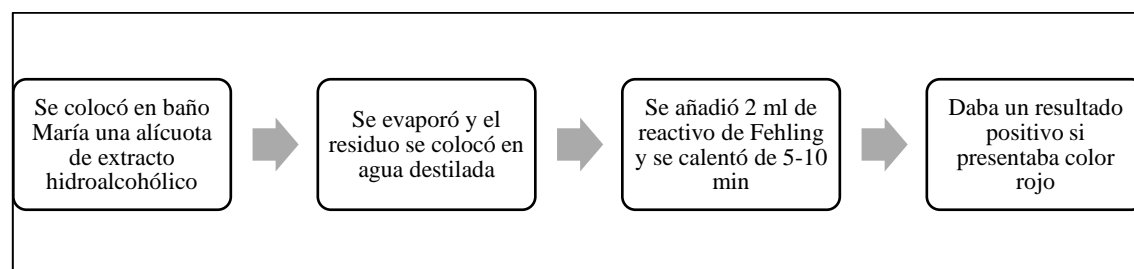 Se colocó en baño
María una alícuota
de extracto
hidroalcohólico
Se evaporó y el
residuo se colocó en
agua destilada
Se añadió 2 ml de
reactivo de Fehling
y se calentó de 5-10
min
Daba un resultado
positivo si
presentaba color
rojo